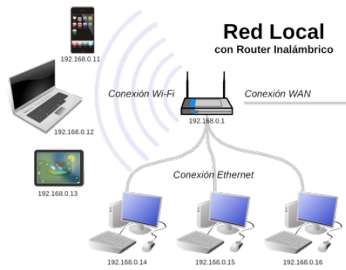 Red Local
con Router Inalámbrico
192.168.0.11
Conexión Wi-Fi
Conexión WAN
192.168.0.1
192.168.0.12
Conexión Ethernet
192.168.0.13
192.168.0.14
192.168.0.15
192.168.0.16